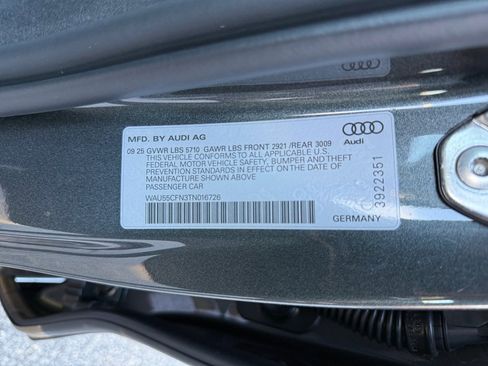 MFD. BY AUDI AG
09 25 GVWR LBS 5710 GAWR LBS FRONT 2921 /REAR 3009
THIS VEHICLE CONFORMS TO ALL APPLICABLE
FEDERAL MOTOR VEHICLE SAFETY, BUMPER AND THEFT
PREVENTION STANDARDS IN EFFECT ON THE DATE OF
MANUFACTURE SHOWN ABOVE
PASSENGER CAR
WAU55CFN3TN016726
Audi
3922351
GERMANY